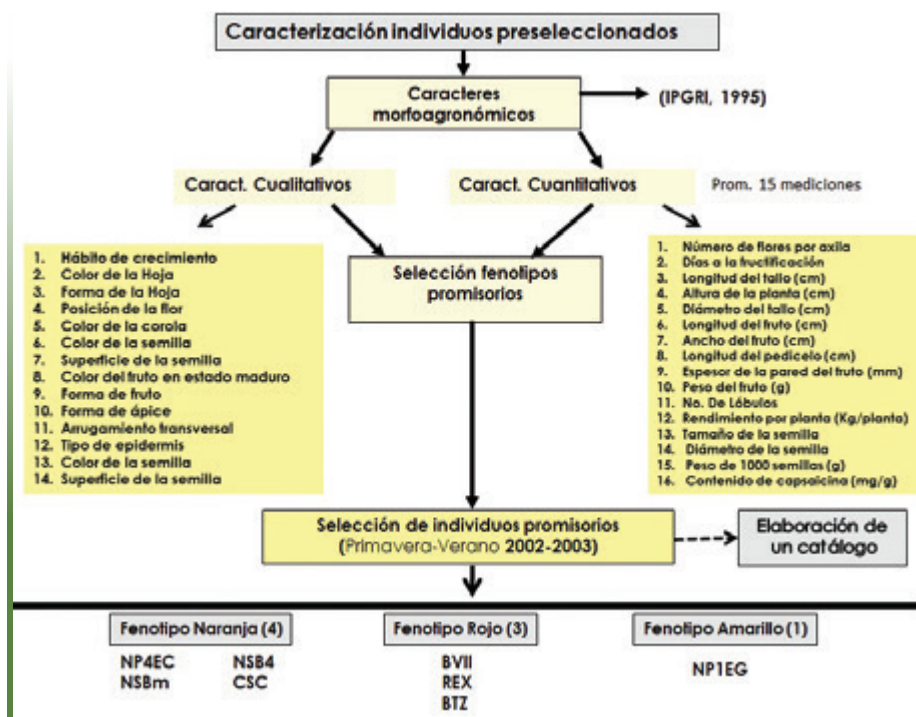 Caracterización individuos preseleccionados
Caracteres
morfoagronómicos
(IPGRI, 1995)
Caract. Cualitativos
Caract. Cuantitativos
Prom. 15 mediciones
1. Hábito de crecimiento
2. Color de la Hoja
3. Forma de la Hoja
4. Posición de la flor
5. Color de la corola
6. Color de la semilla
7. Superficie de la semilla
8. Color del fruto en estado maduro
9. Forma de fruto
10. Forma de ápice
11. Arrugamiento transversal
12. Tipo de epidermis
13. Color de la semilla
14. Superficie de la semilla
Selección fenotipos
promisorios
1. Número de flores por axila
2. Días a la fructificación
3. Longitud del tallo (cm)
4. Altura de la planta (cm)
5. Diámetro del tallo (cm)
6. Longitud del fruto (cm)
7. Ancho del fruto (cm)
8. Longitud del pedicelo (cm)
9. Espesor de la pared del fruto (mm)
10. Peso del fruto (g)
11. No. De Lóbulos
12. Rendimiento por planta (Kg/planta)
13. Tamaño de la semilla
14. Diámetro de la semilla
15. Peso de 1000 semillas (g)
16. Contenido de capsaicina (mg/g)
Selección de individuos promisorios
(Primavera-Verano 2002-2003)
Elaboración de
un catálogo
Fenotipo Naranja (4)
NP4EC NSB4
NSBm CSC
Fenotipo Rojo (3)
BVII
REX
BTZ
Fenotipo Amarillo (1)
NP1EG